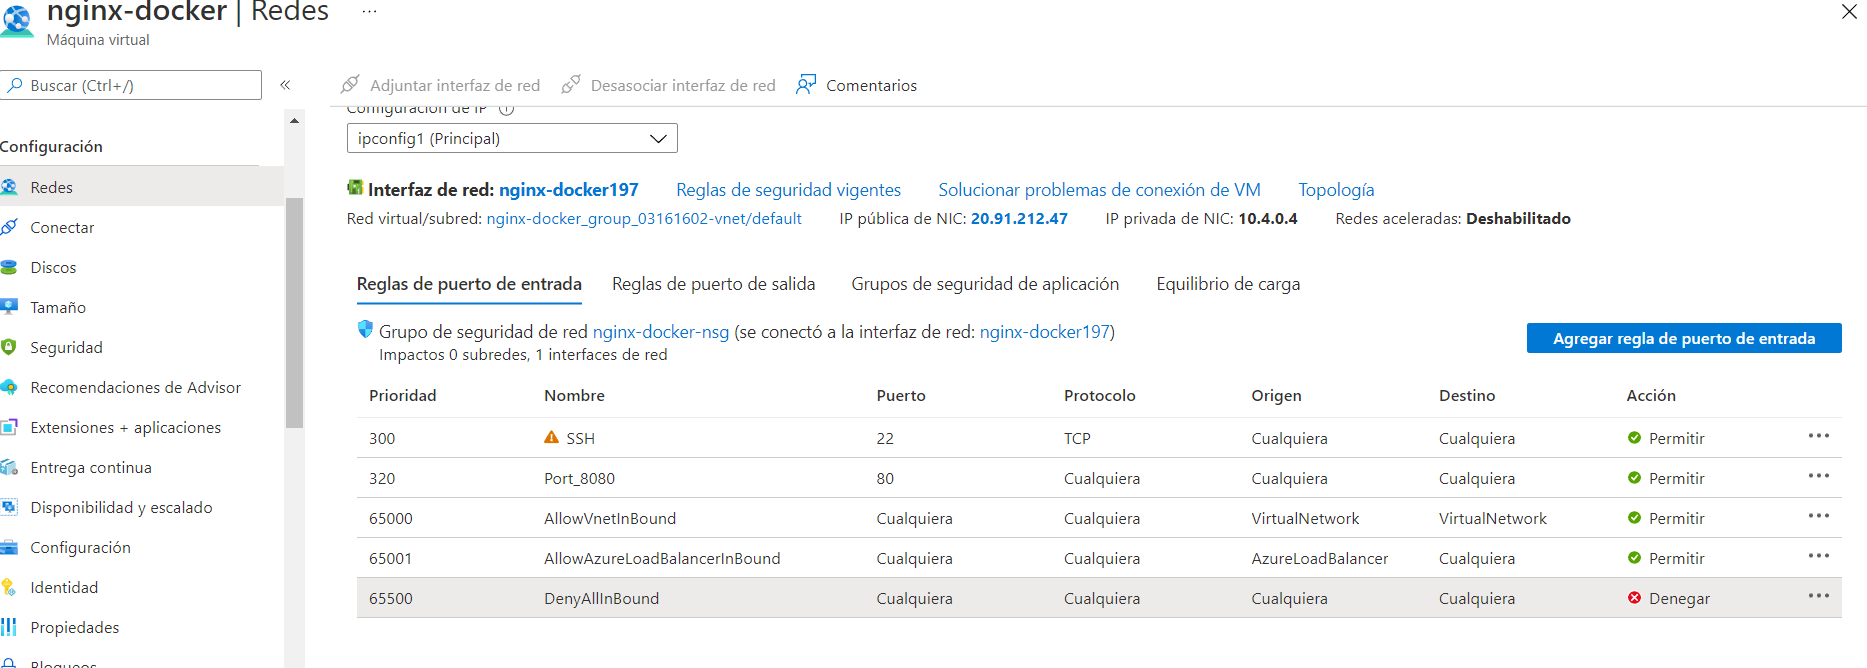 nginx-docker | Redes ...
Máquina virtual
Buscar (Ctrl+/)
«
Adjuntar interfaz de red
Desasociar interfaz de red
Comentarios
Configuración
Redes
Conectar
Discos
Tamaño
Seguridad
Recomendaciones de Advisor
Extensiones + aplicaciones
Entrega continua
Disponibilidad y escalado
Configuración
Identidad
Propiedades
Bloqueos
Configuración de IP
ipconfig1 (Principal)
Interfaz de red: nginx-docker197 Reglas de seguridad vigentes Solucionar problemas de conexión de VM Topología
Red virtual/subred: nginx-docker_group_03161602-vnet/default IP pública de NIC: 20.91.212.47 IP privada de NIC: 10.4.0.4 Redes aceleradas: Deshabilitado
Reglas de puerto de entrada Reglas de puerto de salida Grupos de seguridad de aplicación Equilibrio de carga
Grupo de seguridad de red nginx-docker-nsg (se conectó a la interfaz de red: nginx-docker197)
Impactos 0 subredes, 1 interfaces de red
Agregar regla de puerto de entrada
Prioridad Nombre Puerto Protocolo Origen Destino Acción
300 SSH 22 TCP Cualquiera Cualquiera Permitir ...
320 Port_8080 80 Cualquiera Cualquiera Cualquiera Permitir ...
65000 AllowVnetInBound Cualquiera Cualquiera VirtualNetwork VirtualNetwork Permitir ...
65001 AllowAzureLoadBalancerInBound Cualquiera Cualquiera AzureLoadBalancer Cualquiera Permitir ...
65500 DenyAllInBound Cualquiera Cualquiera Cualquiera Cualquiera Denegar ...